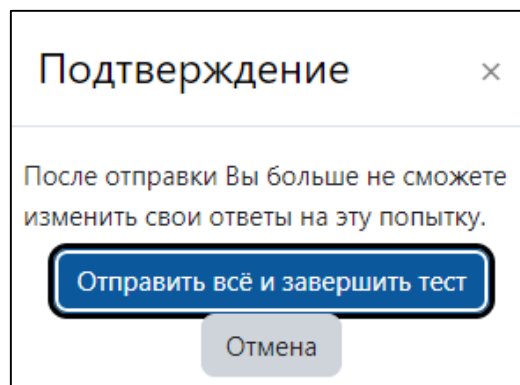 Подтверждение ×
После отправки Вы больше не сможете
изменить свои ответы на эту попытку.
Отправить всё и завершить тест
Отмена